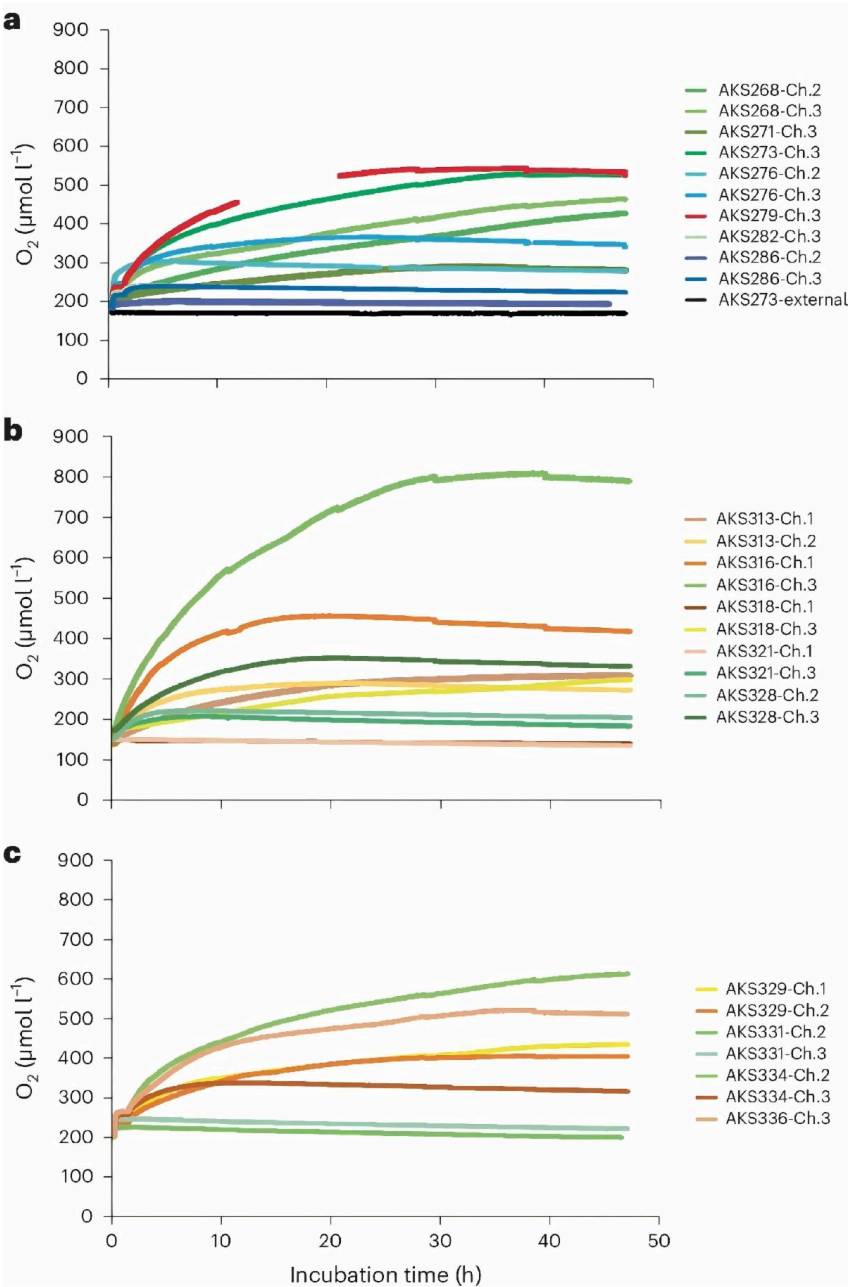 a
900
800
700
600
500
400
300
200
100
0
O₂ (µmol l⁻¹)
AKS268-Ch.2
AKS268-Ch.3
AKS271-Ch.3
AKS273-Ch.3
AKS276-Ch.2
AKS276-Ch.3
AKS279-Ch.3
AKS282-Ch.3
AKS286-Ch.2
AKS286-Ch.3
AKS273-external
b
900
800
700
600
500
400
300
200
100
0
O₂ (µmol l⁻¹)
AKS313-Ch.1
AKS313-Ch.2
AKS316-Ch.1
AKS316-Ch.3
AKS318-Ch.1
AKS318-Ch.3
AKS321-Ch.1
AKS321-Ch.3
AKS328-Ch.2
AKS328-Ch.3
c
900
800
700
600
500
400
300
200
100
0
O₂ (µmol l⁻¹)
AKS329-Ch.1
AKS329-Ch.2
AKS331-Ch.2
AKS331-Ch.3
AKS334-Ch.2
AKS334-Ch.3
AKS336-Ch.3
0 10 20 30 40 50
Incubation time (h)